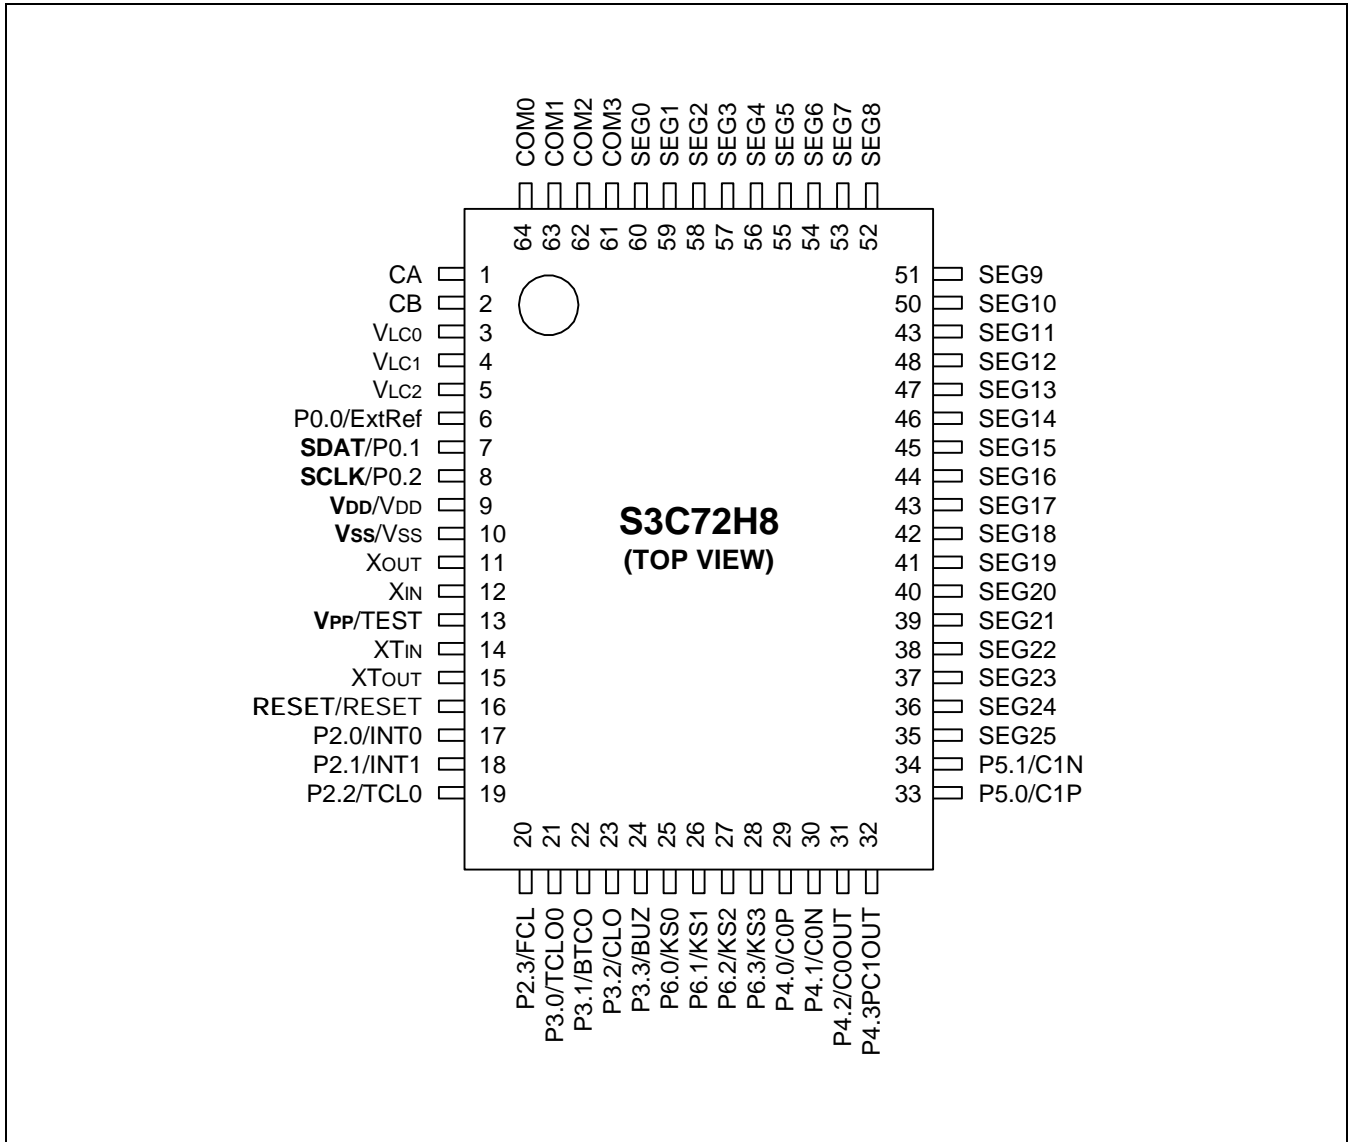 COM0 COM1 COM2 COM3 SEG0 SEG1 SEG2 SEG3 SEG4 SEG5 SEG6 SEG7 SEG8
64 63 62 61 60 59 58 57 56 55 54 53 52
CA 1 51 SEG9
CB 2 50 SEG10
VLC0 3 43 SEG11
VLC1 4 48 SEG12
VLC2 5 47 SEG13
P0.0/ExtRef 6 46 SEG14
SDAT/P0.1 7 45 SEG15
SCLK/P0.2 8 44 SEG16
VDD/VDD 9 43 SEG17
VSS/VSS 10 42 SEG18
XOUT 11 41 SEG19
XIN 12 40 SEG20
VPP/TEST 13 39 SEG21
XTIN 14 38 SEG22
XTOUT 15 37 SEG23
RESET/RESET 16 36 SEG24
P2.0/INT0 17 35 SEG25
P2.1/INT1 18 34 P5.1/C1N
P2.2/TCL0 19 33 P5.0/C1P
S3C72H8
(TOP VIEW)
20 21 22 23 24 25 26 27 28 29 30 31 32
P2.3/FCL P3.0/TCLO0 P3.1/BTCO P3.2/CLO P3.3/BUZ P6.0/KS0 P6.1/KS1 P6.2/KS2 P6.3/KS3 P4.0/C0P P4.1/C0N P4.2/C0OUT P4.3PC1OUT